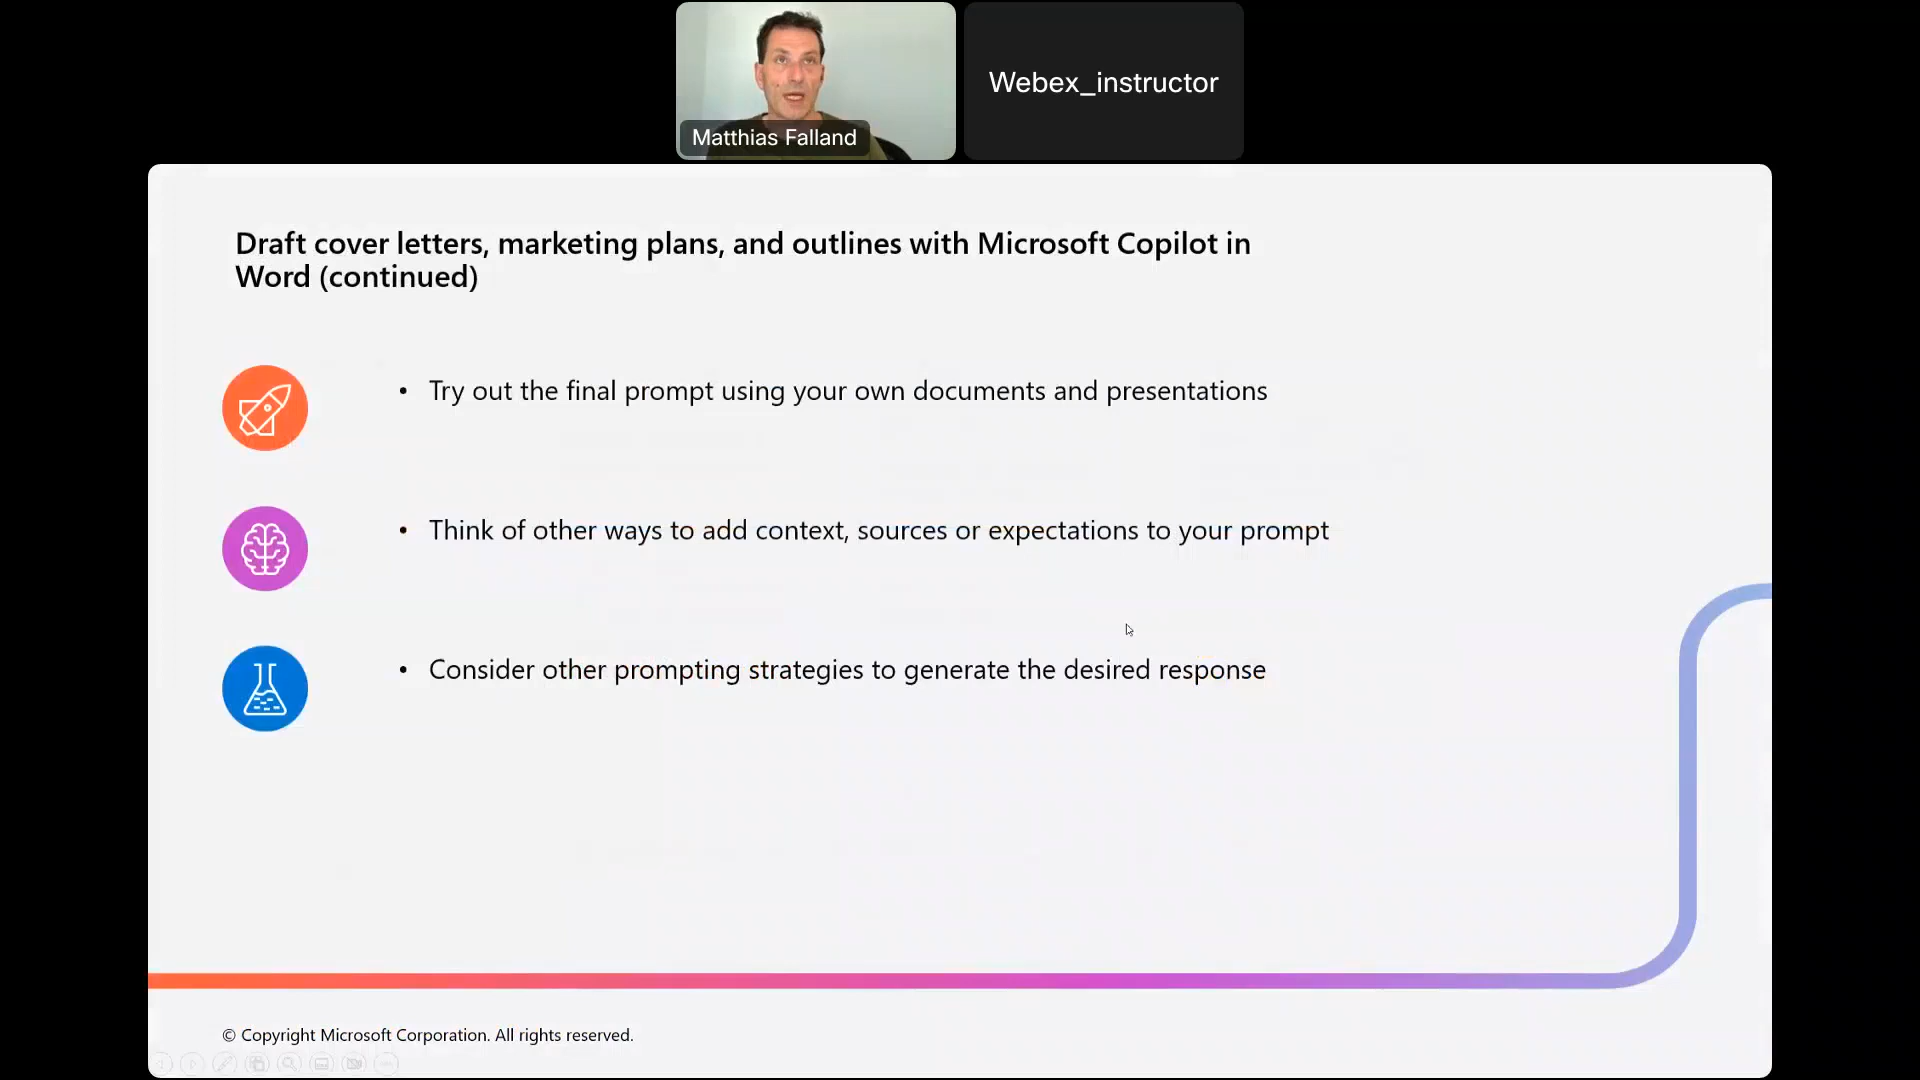 Matthias Falland
Webex_instructor
Draft cover letters, marketing plans, and outlines with Microsoft Copilot in
Word (continued)
• Try out the final prompt using your own documents and presentations
• Think of other ways to add context, sources or expectations to your prompt
• Consider other prompting strategies to generate the desired response
© Copyright Microsoft Corporation. All rights reserved.